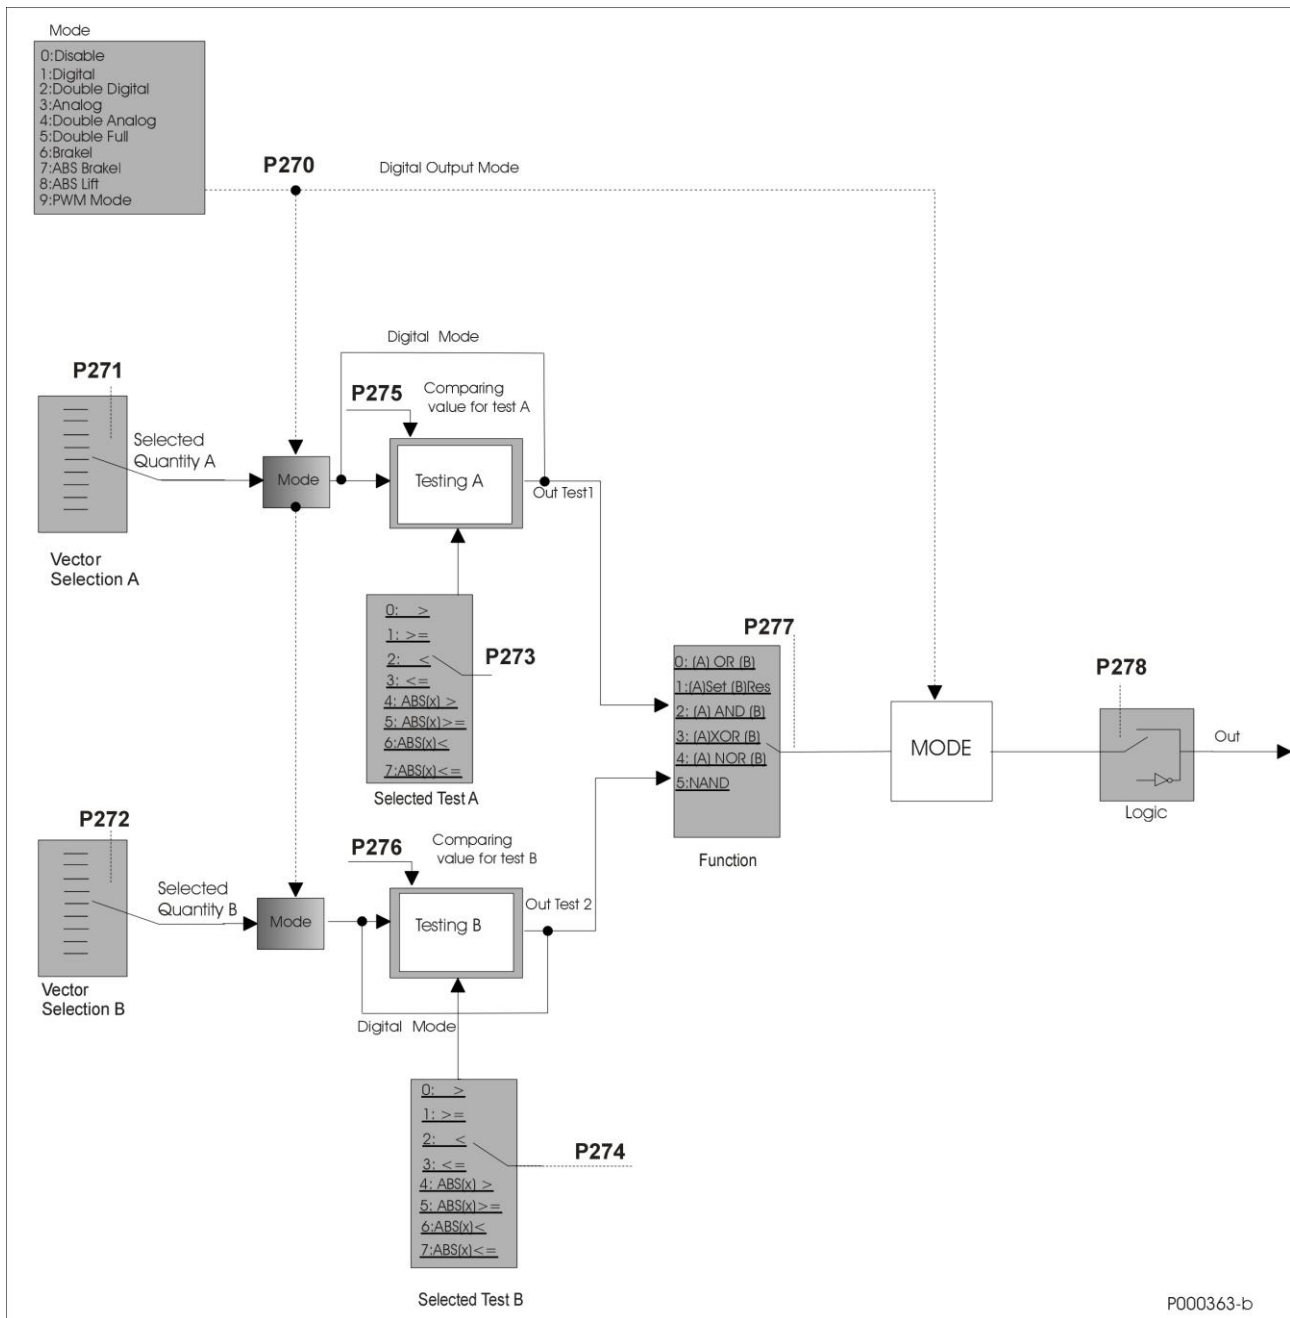 Mode
0:Disable
1:Digital
2:Double Digital
3:Analog
4:Double Analog
5:Double Full
6:Brakel
7:ABS Brakel
8:ABS Lift
9:PWM Mode
P270
Digital Output Mode
Digital Mode
P271
P275
Comparing
value for test A
Selected
Quantity A
Mode
Testing A
Out Test1
Vector
Selection A
0: >
1: >=
2: <
3: <=
4: ABS(x) >
5: ABS(x)>=
6:ABS(x)<
7:ABS(x)<=
P273
Selected Test A
P277
0: (A) OR (B)
1:(A)Set (B)Res
2: (A) AND (B)
3: (A)XOR (B)
4: (A) NOR (B)
5:NAND
Function
MODE
P278
Out
Logic
P272
P276
Comparing
value for test B
Selected
Quantity B
Mode
Testing B
Out Test 2
Vector
Selection B
Digital Mode
0: >
1: >=
2: <
3: <=
4: ABS(x) >
5: ABS(x)>=
6:ABS(x)<
7:ABS(x)<=
P274
Selected Test B
P000363-b